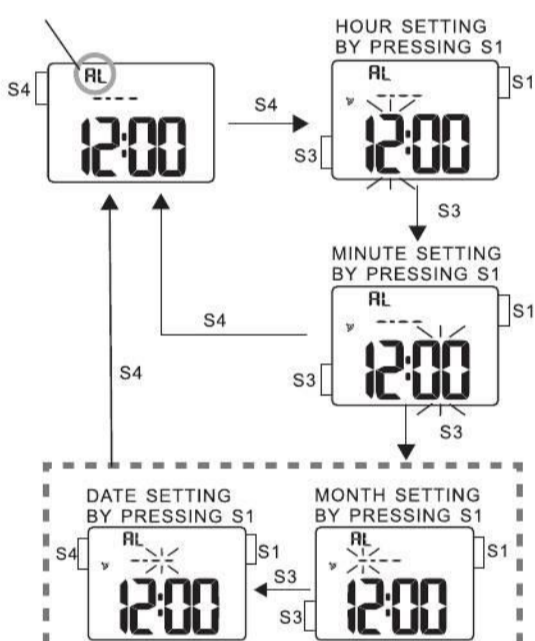 HOUR SETTING
BY PRESSING S1
AL
S4
12:00
S4
AL
S1
12:00
S3
S3
MINUTE SETTING
BY PRESSING S1
AL
S1
12:00
S3
S4
S3
S4
DATE SETTING
BY PRESSING S1
AL
S4
S1
12:00
S3
MONTH SETTING
BY PRESSING S1
AL
S1
12:00
S3